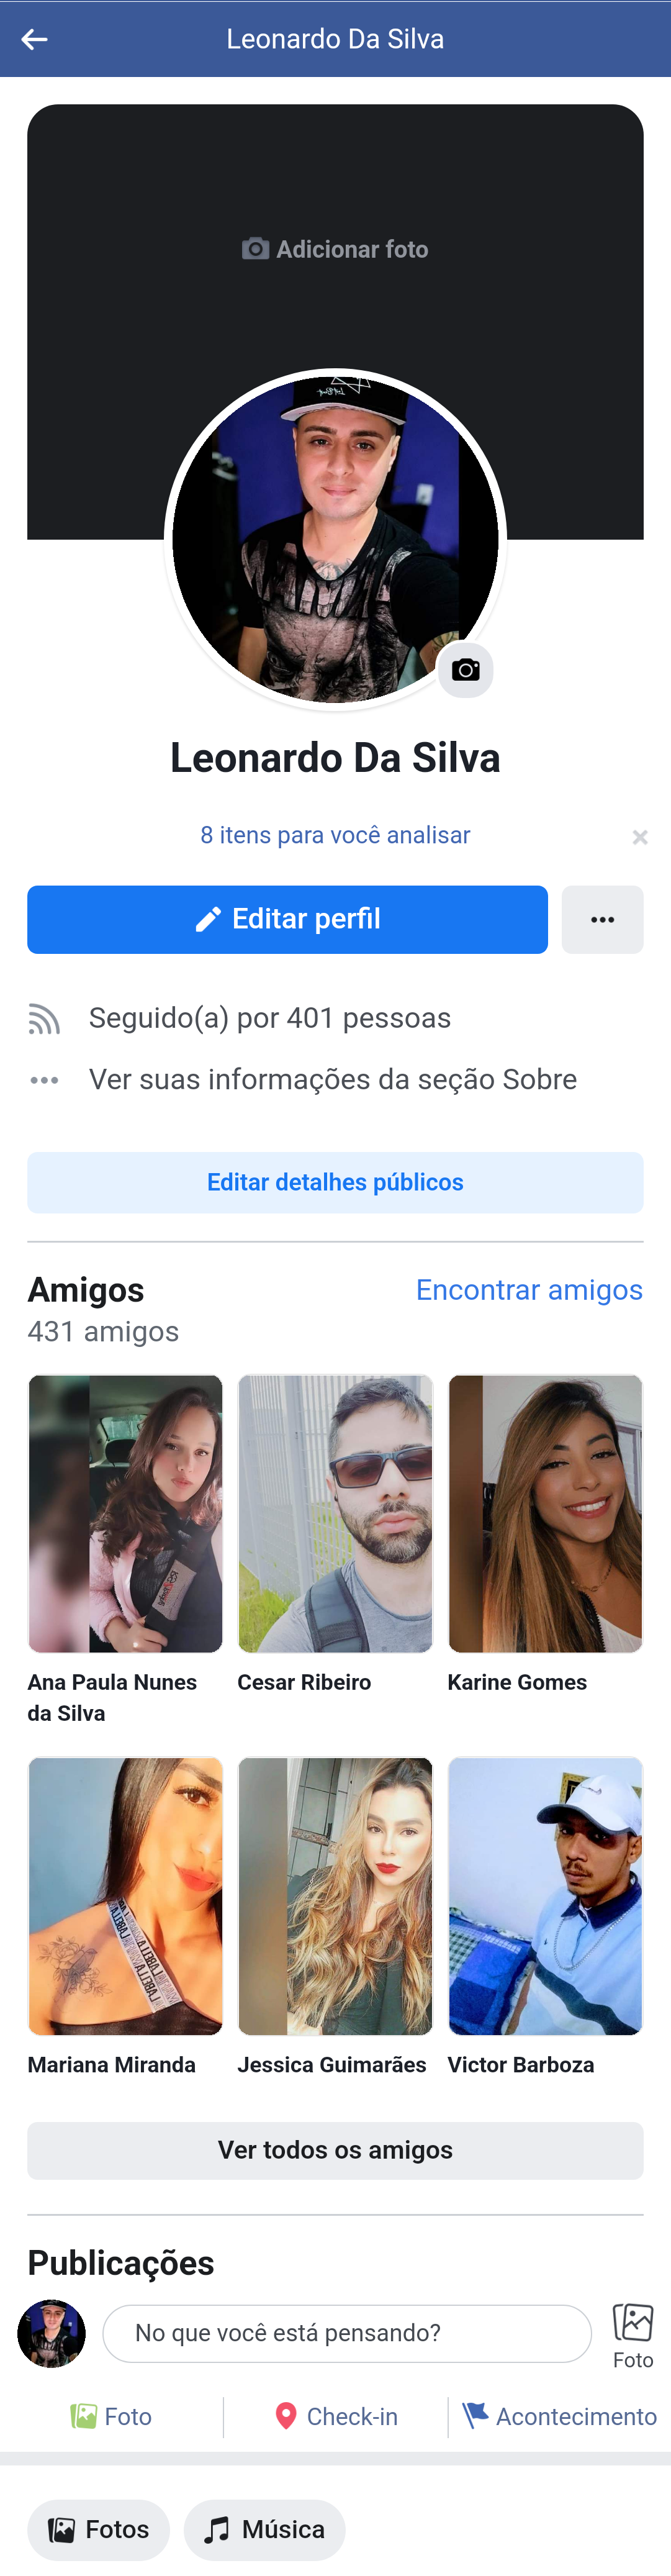 Leonardo Da Silva
Adicionar foto
Leonardo Da Silva
8 itens para você analisar
Editar perfil
Seguido(a) por 401 pessoas
Ver suas informações da seção Sobre
Editar detalhes públicos
Amigos
Encontrar amigos
431 amigos
Ana Paula Nunes
da Silva
Cesar Ribeiro
Karine Gomes
LABELLA
LABELLA
Mariana Miranda
Jessica Guimarães
Victor Barboza
Ver todos os amigos
Publicações
No que você está pensando?
Foto
Foto
Check-in
Acontecimento
Fotos
Música